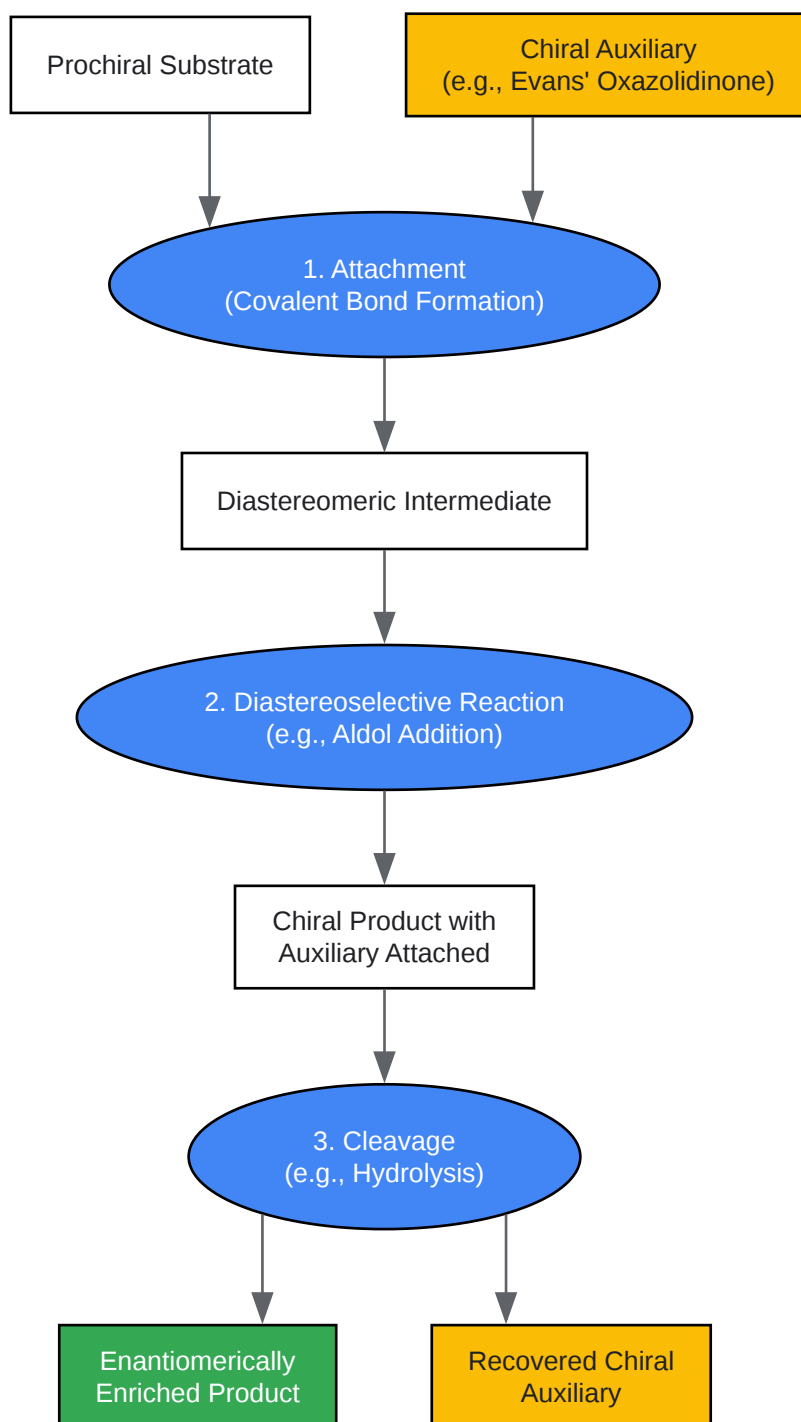 Prochiral Substrate
Chiral Auxiliary
(e.g., Evans' Oxazolidinone)
1. Attachment
(Covalent Bond Formation)
Diastereomeric Intermediate
2. Diastereoselective Reaction
(e.g., Aldol Addition)
Chiral Product with
Auxiliary Attached
3. Cleavage
(e.g., Hydrolysis)
Enantiomerically
Enriched Product
Recovered Chiral
Auxiliary